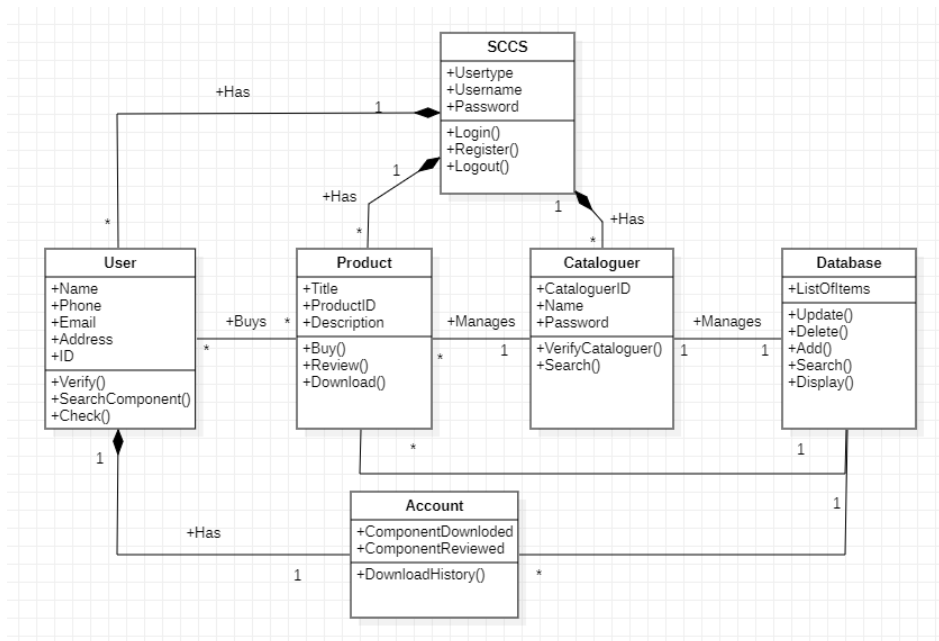 SCCS
+Usertype
+Username
+Password
+Login()
+Register()
+Logout()
+Has
1
*
1
+Has
*
1
+Has
*
User
+Name
+Phone
+Email
+Address
+ID
+Verify()
+SearchComponent()
+Check()
+Buys
*
*
Product
+Title
+ProductID
+Description
+Buy()
+Review()
+Download()
+Manages
*
1
Cataloguer
+CataloguerID
+Name
+Password
+VerifyCataloguer()
+Search()
+Manages
1
1
Database
+ListOfItems
+Update()
+Delete()
+Add()
+Search()
+Display()
*
1
1
1
+Has
1
Account
+ComponentDownloded
+ComponentReviewed
+DownloadHistory()
*